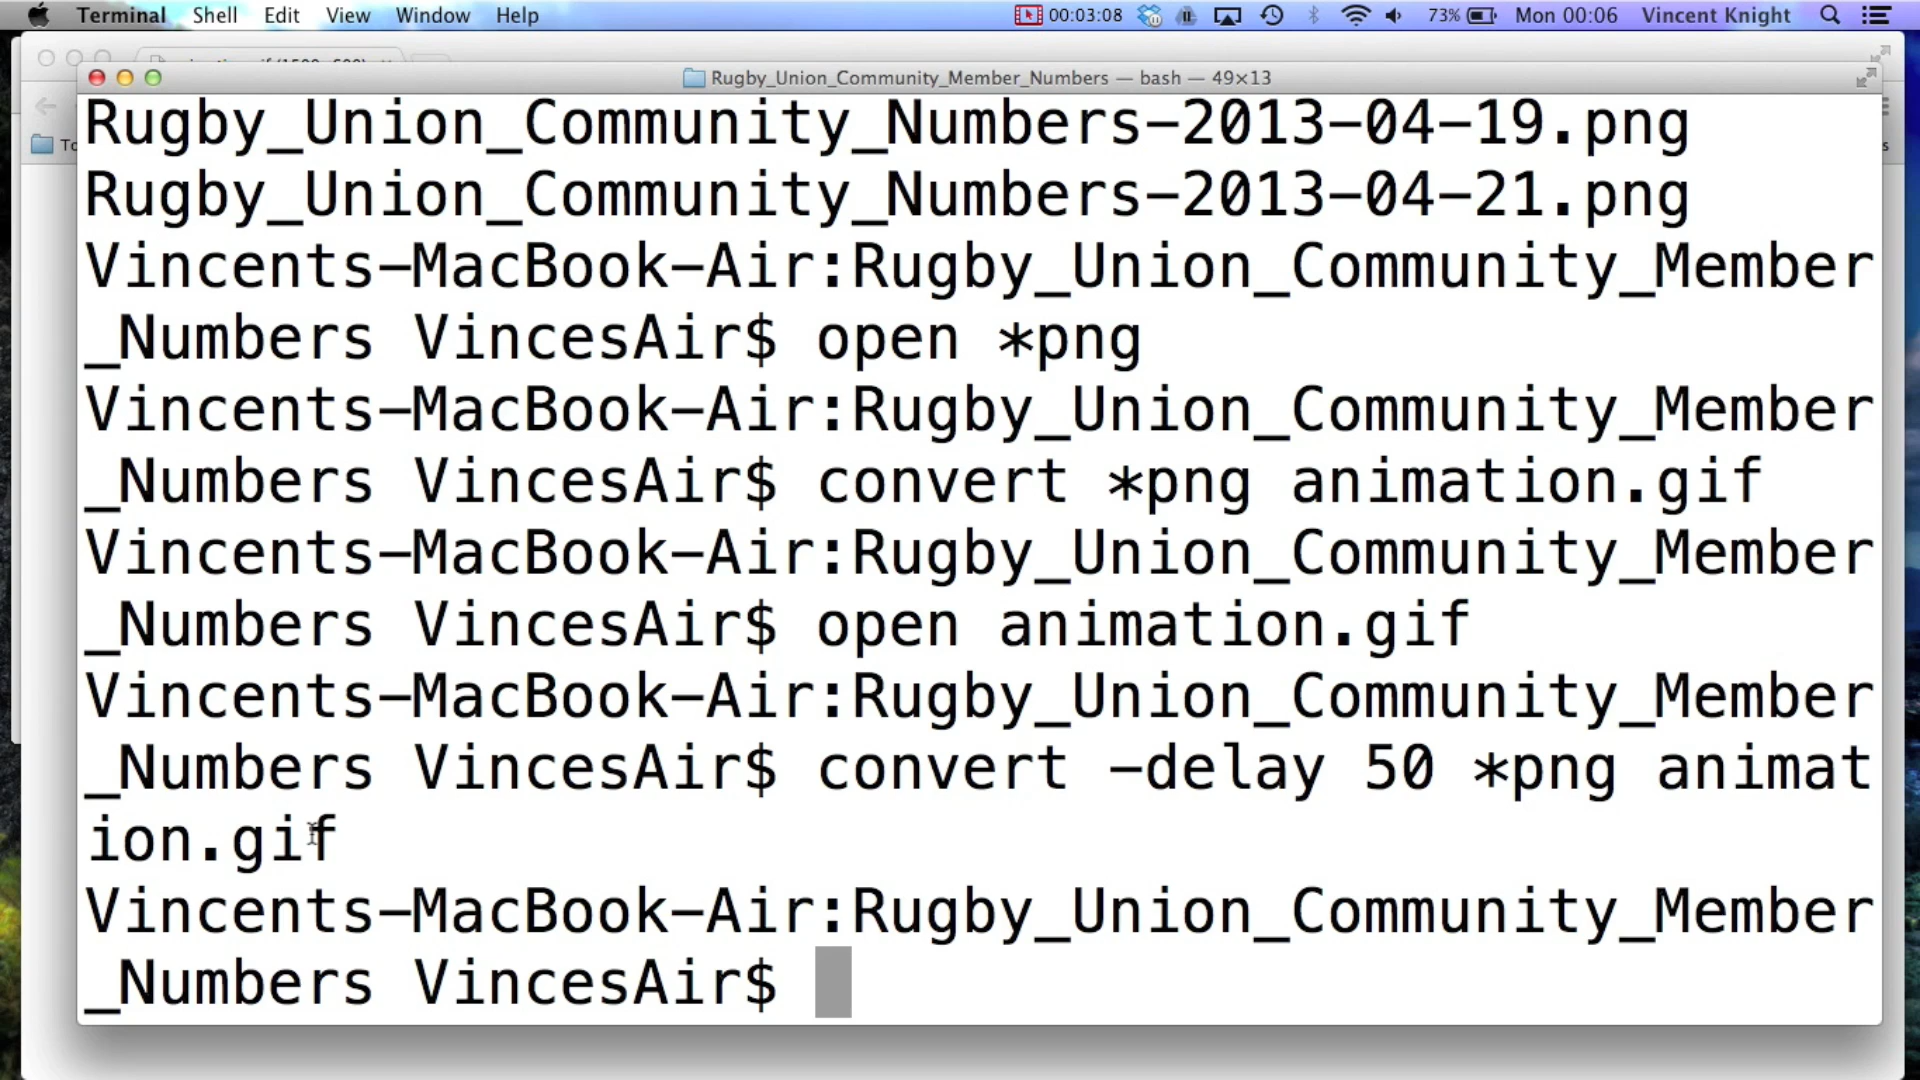 Terminal Shell Edit View Window Help 00:03:08 73% Mon 00:06 Vincent Knight
Rugby_Union_Community_Member_Numbers — bash — 49×13
Rugby_Union_Community_Numbers-2013-04-19.png
Rugby_Union_Community_Numbers-2013-04-21.png
Vincents-MacBook-Air:Rugby_Union_Community_Member
_Numbers VincesAir$ open *png
Vincents-MacBook-Air:Rugby_Union_Community_Member
_Numbers VincesAir$ convert *png animation.gif
Vincents-MacBook-Air:Rugby_Union_Community_Member
_Numbers VincesAir$ open animation.gif
Vincents-MacBook-Air:Rugby_Union_Community_Member
_Numbers VincesAir$ convert -delay 50 *png animat
ion.gif
Vincents-MacBook-Air:Rugby_Union_Community_Member
_Numbers VincesAir$